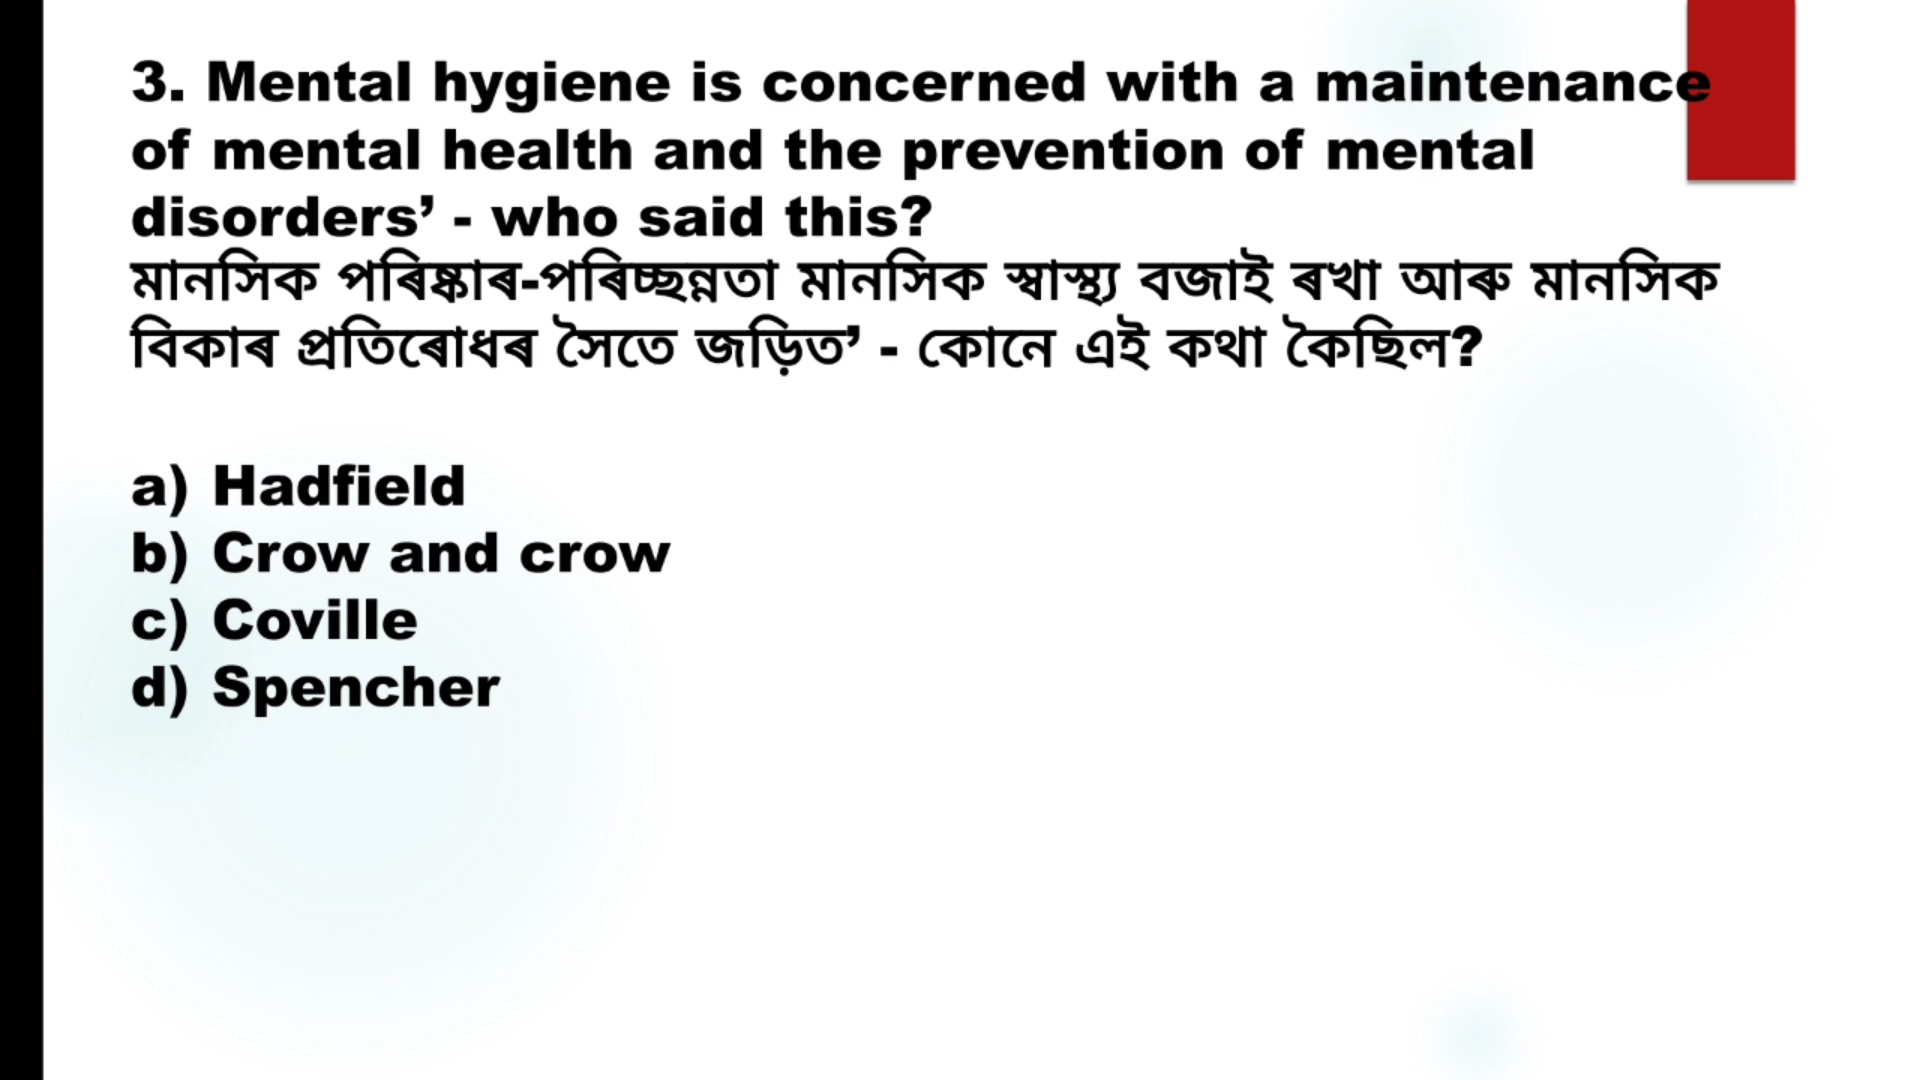 3. Mental hygiene is concerned with a maintenance
of mental health and the prevention of mental
disorders’ - who said this?
মানসিক পৰিষ্কাৰ-পৰিচ্ছন্নতা মানসিক স্বাস্থ্য বজাই ৰখা আৰু মানসিক
বিকাৰ প্ৰতিৰোধৰ সৈতে জড়িত’ - কোনে এই কথা কৈছিল?
a) Hadfield
b) Crow and crow
c) Coville
d) Spencher